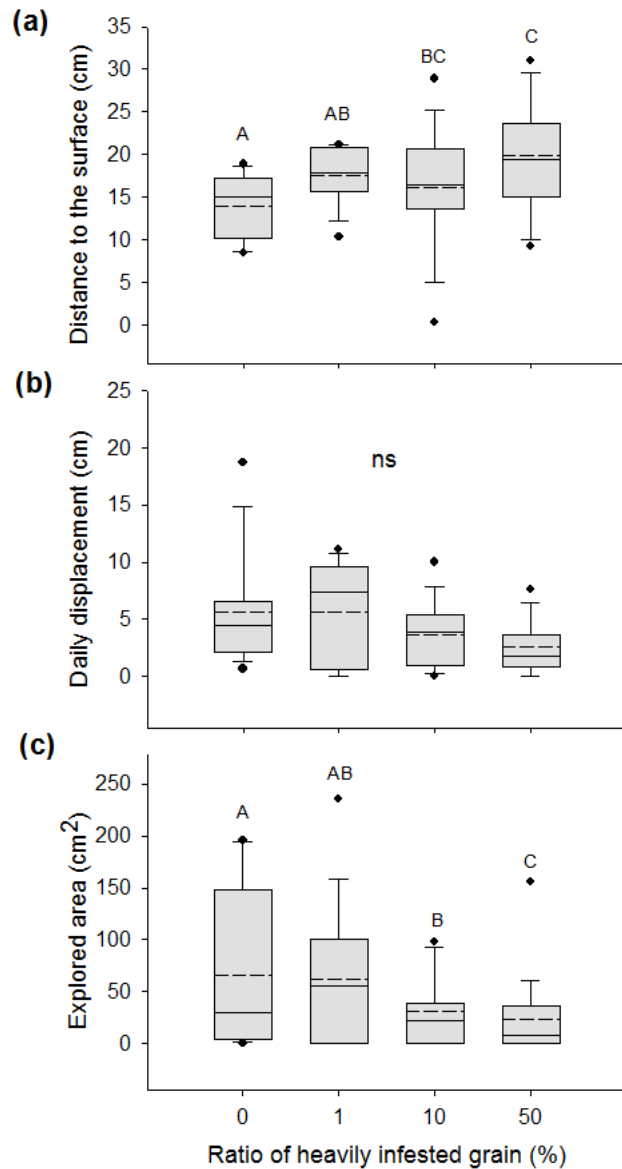 (a)
Distance to the surface (cm)
35
30
25
20
15
10
5
0
A
AB
BC
C
(b)
Daily displacement (cm)
25
20
15
10
5
0
ns
(c)
Explored area (cm²)
250
200
150
100
50
0
A
AB
B
C
0 1 10 50
Ratio of heavily infested grain (%)